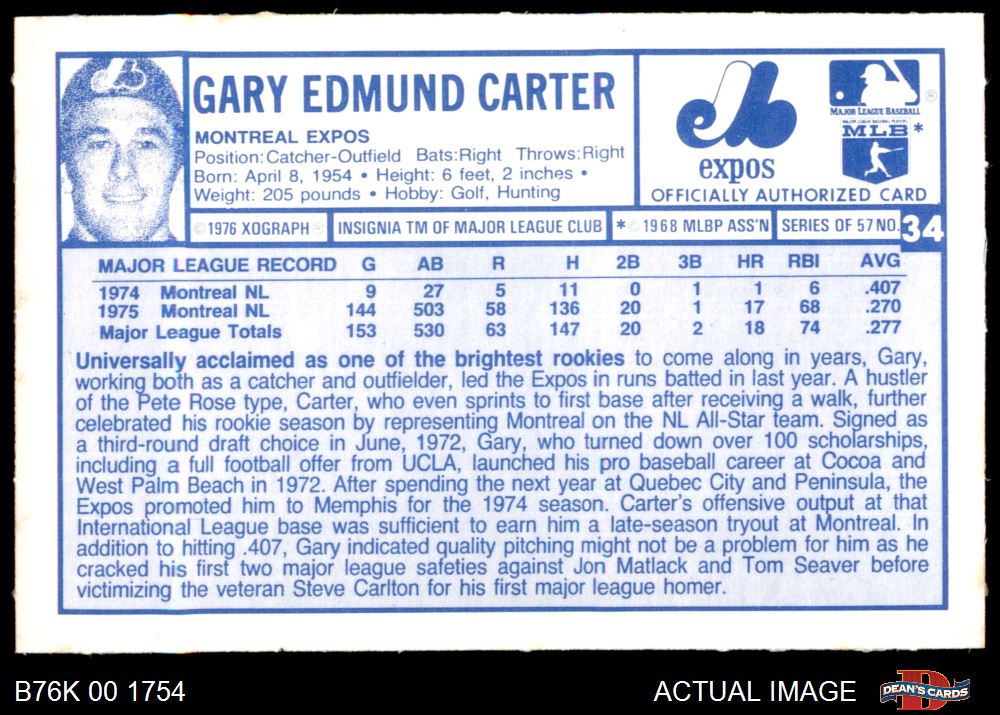 GARY EDMUND CARTER
MONTREAL EXPOS
Position:Catcher-Outfield Bats:Right Throws:Right
Born: April 8, 1954 • Height: 6 feet, 2 inches •
Weight: 205 pounds • Hobby: Golf, Hunting
expos
MAJOR LEAGUE BASEBALL
®
MAJOR LEAGUE BASEBALL PLAYERS
MLB*
OFFICIALLY AUTHORIZED CARD
© 1976 XOGRAPH ® INSIGNIA TM OF MAJOR LEAGUE CLUB *© 1968 MLBP ASS'N SERIES OF 57 NO. 34
MAJOR LEAGUE RECORD G AB R H 2B 3B HR RBI AVG
1974 Montreal NL 9 27 5 11 0 1 1 6 .407
1975 Montreal NL 144 503 58 136 20 1 17 68 .270
Major League Totals 153 530 63 147 20 2 18 74 .277
Universally acclaimed as one of the brightest rookies to come along in years, Gary,
working both as a catcher and outfielder, led the Expos in runs batted in last year. A hustler
of the Pete Rose type, Carter, who even sprints to first base after receiving a walk, further
celebrated his rookie season by representing Montreal on the NL All-Star team. Signed as
a third-round draft choice in June, 1972, Gary, who turned down over 100 scholarships,
including a full football offer from UCLA, launched his pro baseball career at Cocoa and
West Palm Beach in 1972. After spending the next year at Quebec City and Peninsula, the
Expos promoted him to Memphis for the 1974 season. Carter's offensive output at that
International League base was sufficient to earn him a late-season tryout at Montreal. In
addition to hitting .407, Gary indicated quality pitching might not be a problem for him as he
cracked his first two major league safeties against Jon Matlack and Tom Seaver before
victimizing the veteran Steve Carlton for his first major league homer.
B76K 00 1754
ACTUAL IMAGE
DEAN'S CARDS